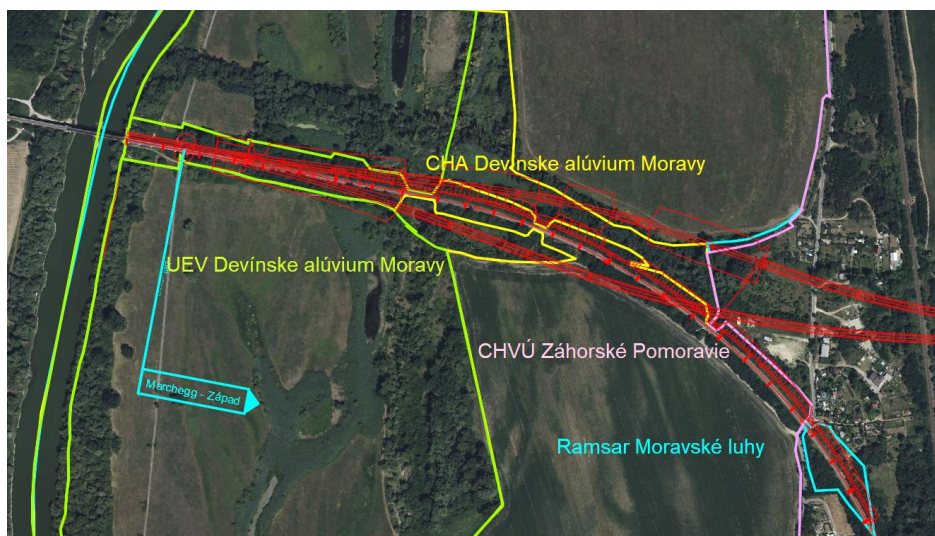 CHA Devínske alúvium Moravy
UEV Devínske alúvium Moravy
CHVÚ Záhorské Pomoravie
Marchegg - Západ
Ramsar Moravské luhy